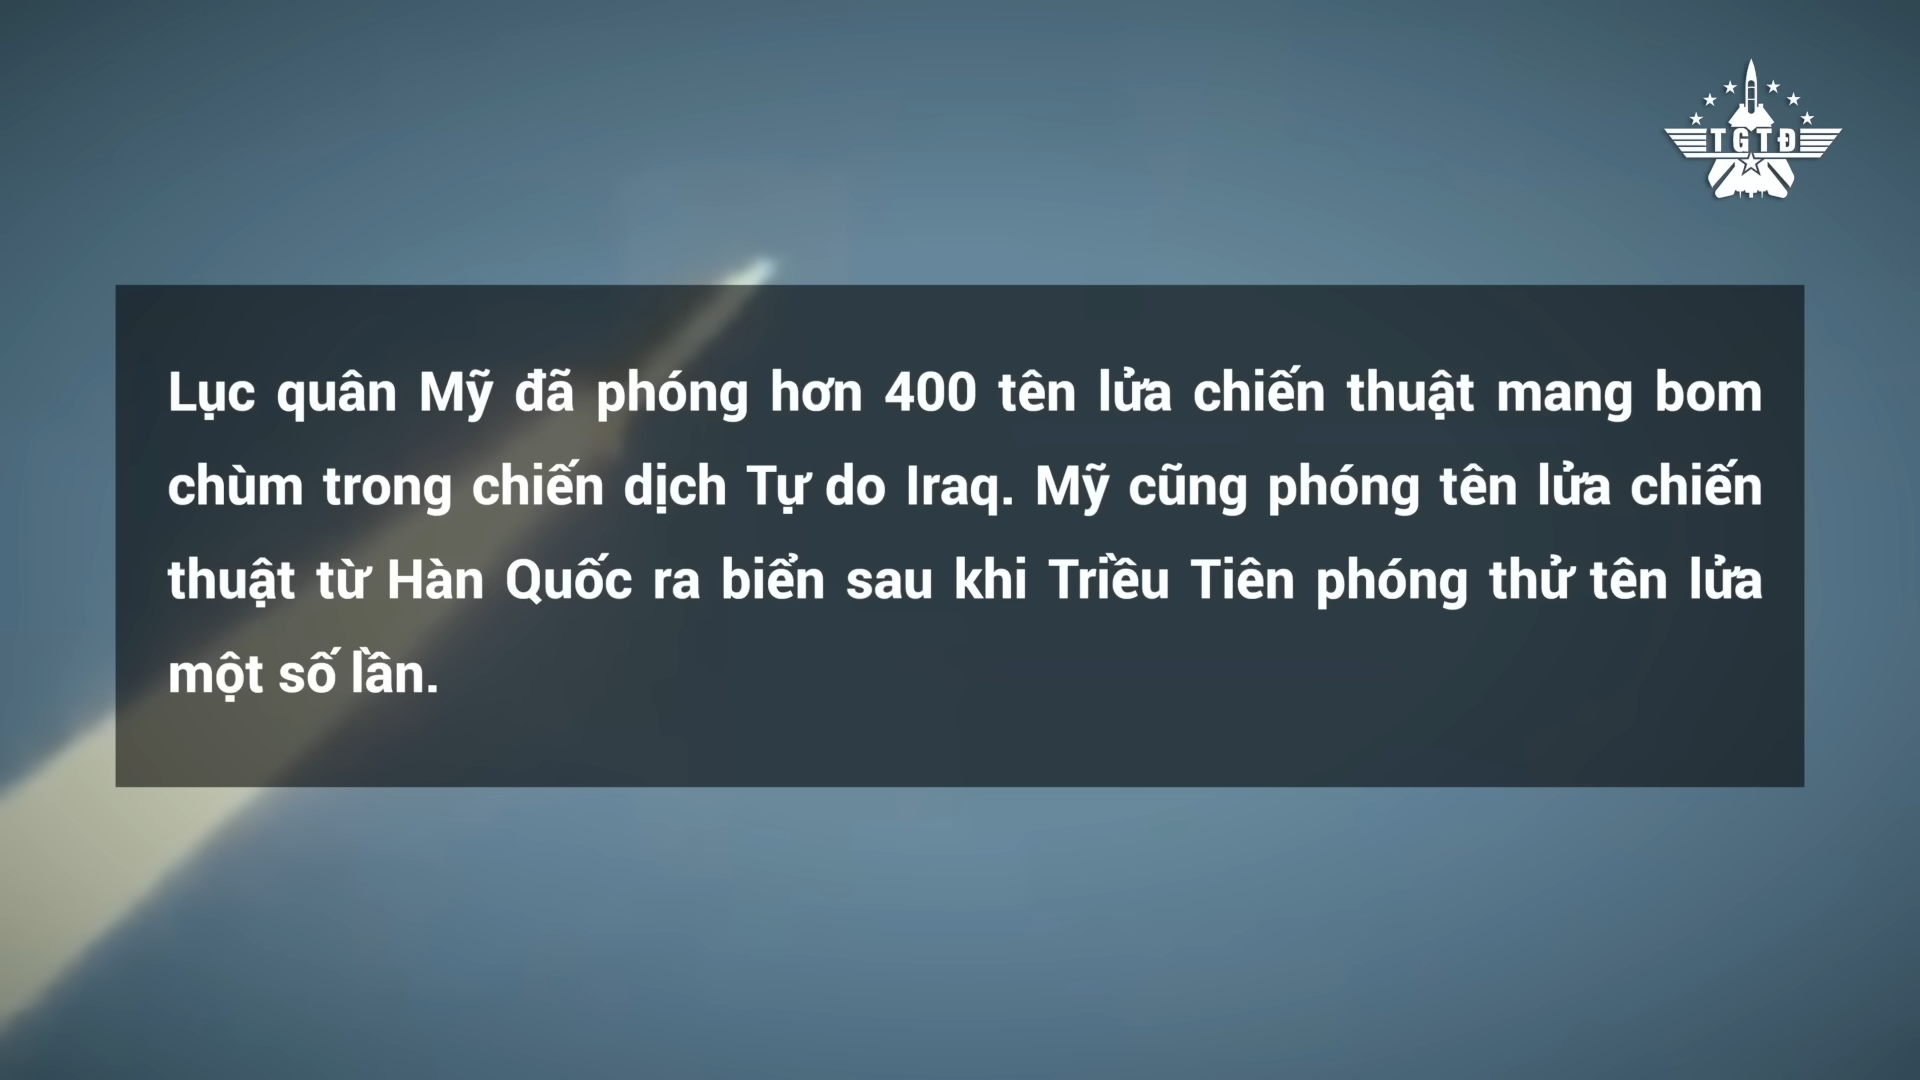 TGTĐ
Lục quân Mỹ đã phóng hơn 400 tên lửa chiến thuật mang bom
chùm trong chiến dịch Tự do Iraq. Mỹ cũng phóng tên lửa chiến
thuật từ Hàn Quốc ra biển sau khi Triều Tiên phóng thử tên lửa
một số lần.